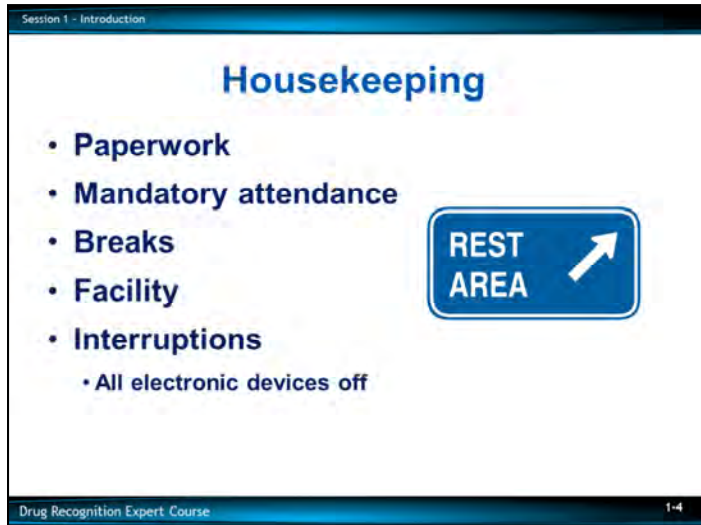 Session 1 - Introduction
Housekeeping
• Paperwork
• Mandatory attendance
• Breaks
• Facility
• Interruptions
• All electronic devices off
REST
AREA
Drug Recognition Expert Course
1-4